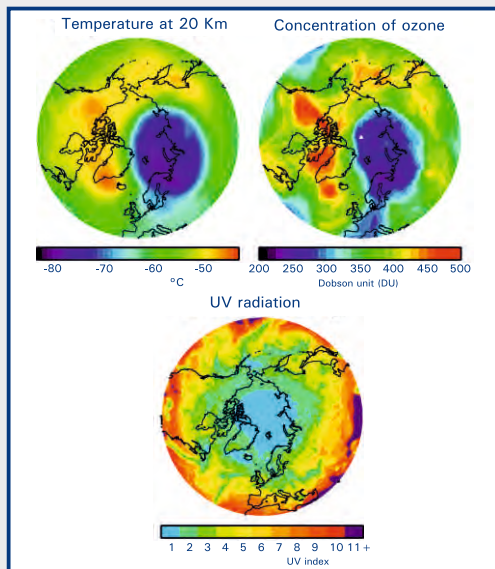 Temperature at 20 Km
Concentration of ozone
-80 -70 -60 -50
°C
200 250 300 350 400 450 500
Dobson unit (DU)
UV radiation
1 2 3 4 5 6 7 8 9 10 11 +
UV index